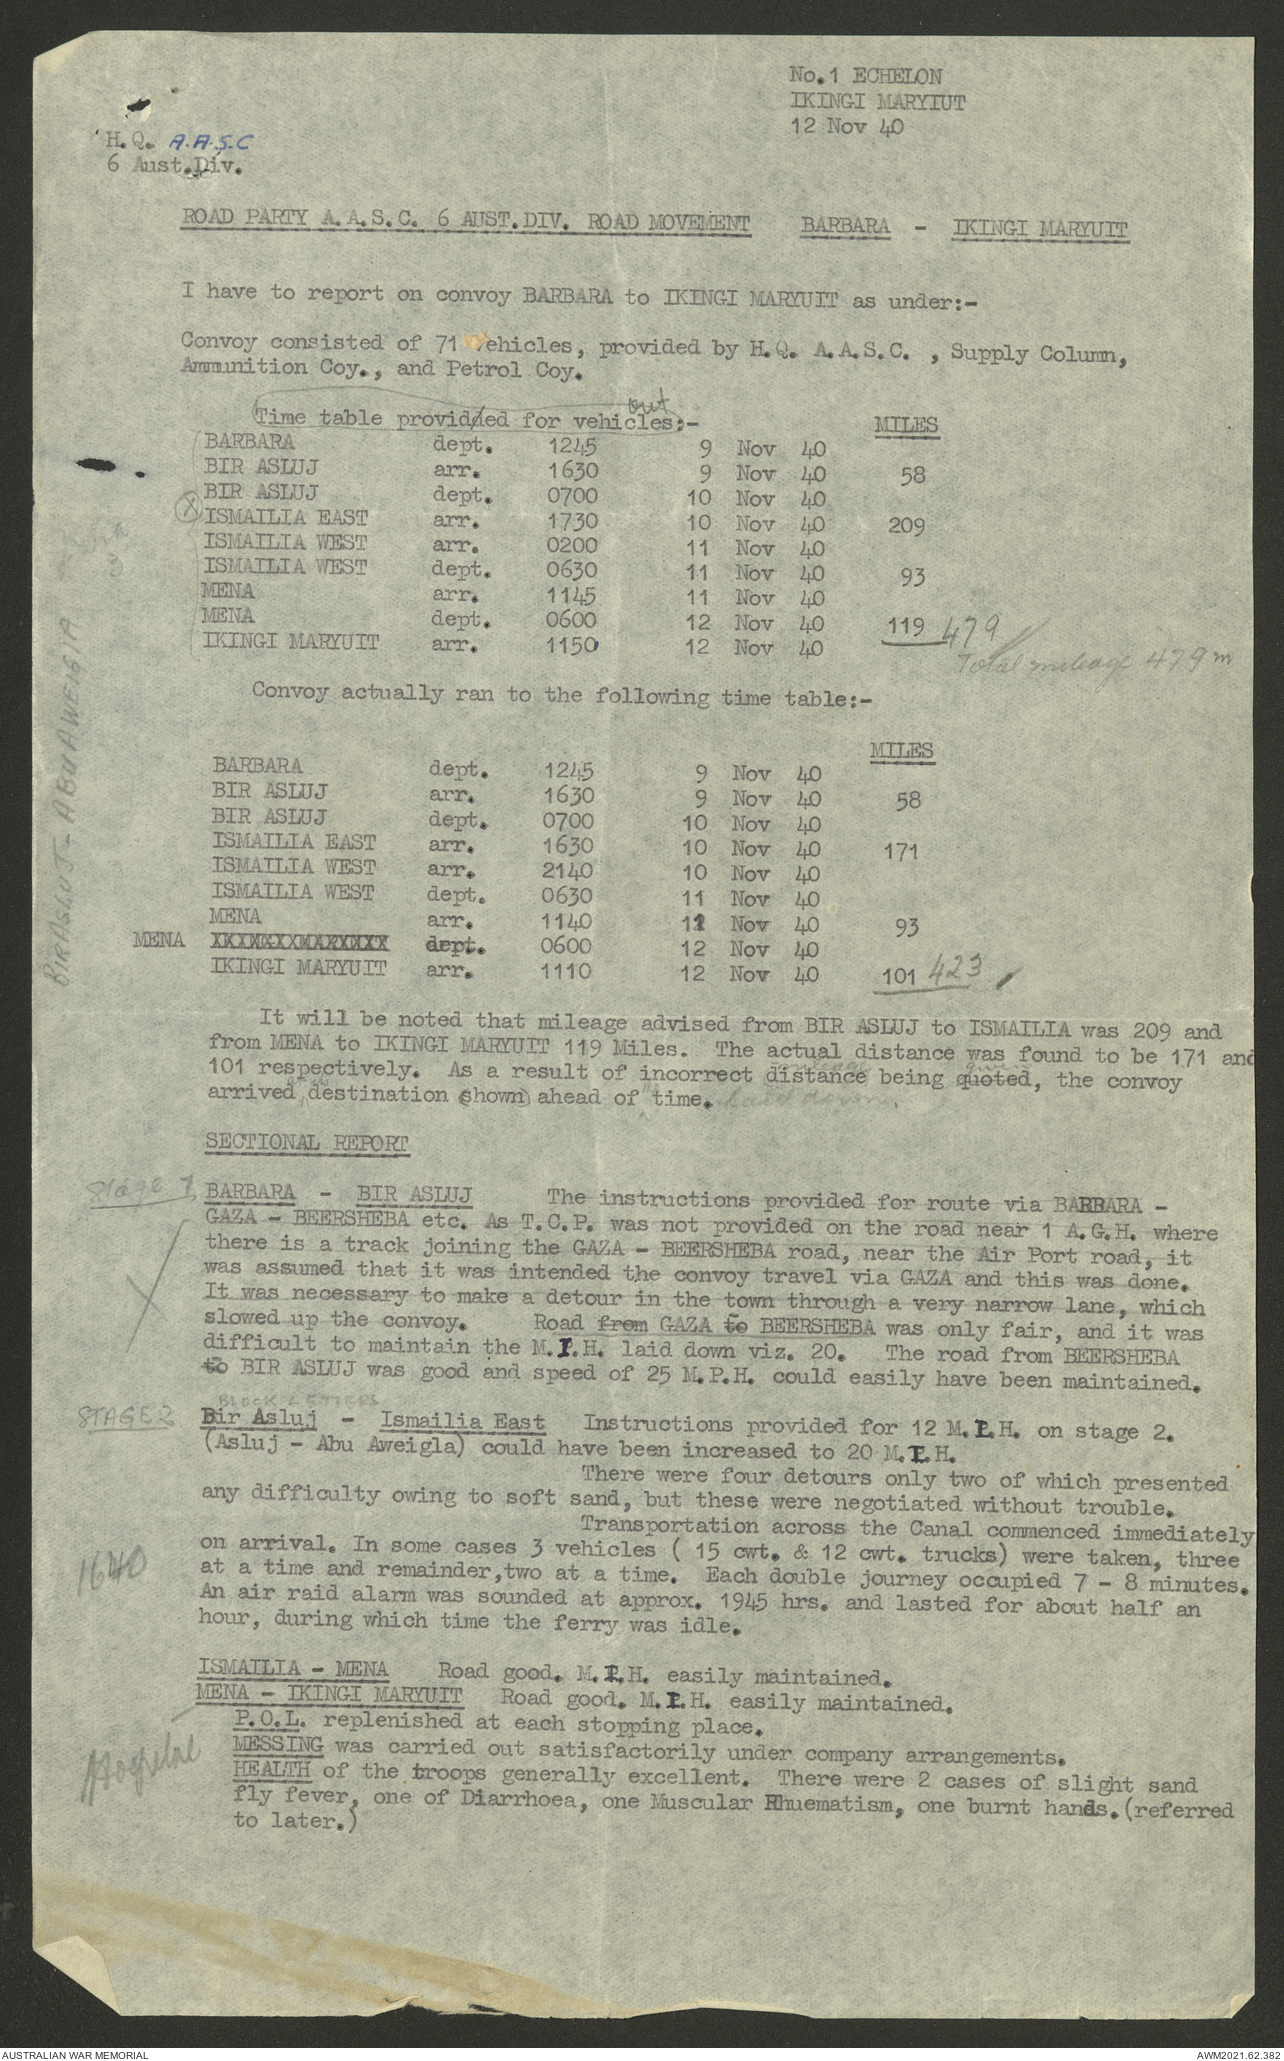 No.1 ECHELON
IKINGI MARYIUT
12 Nov 40
H.Q. A.A.S.C
6 Aust.Div.
ROAD PARTY A.A.S.C. 6 AUST.DIV. ROAD MOVEMENT BARBARA - IKINGI MARYUIT
I have to report on convoy BARBARA to IKINGI MARYUIT as under:-
Convoy consisted of 71 vehicles, provided by H.Q. A.A.S.C. , Supply Column,
Ammunition Coy., and Petrol Coy.
out
Time table provided for vehicles:- MILES
BARBARA dept. 1245 9 Nov 40
BIR ASLUJ arr. 1630 9 Nov 40 58
BIR ASLUJ dept. 0700 10 Nov 40
X ISMAILIA EAST arr. 1730 10 Nov 40 209
ISMAILIA WEST arr. 0200 11 Nov 40
ISMAILIA WEST dept. 0630 11 Nov 40 93
MENA arr. 1145 11 Nov 40
MENA dept. 0600 12 Nov 40 119 479
IKINGI MARYUIT arr. 1150 12 Nov 40
Total mileage 479 m
BIR ASLUJ - ABU AWEIGIA
Convoy actually ran to the following time table:-
MILES
BARBARA dept. 1245 9 Nov 40
BIR ASLUJ arr. 1630 9 Nov 40 58
BIR ASLUJ dept. 0700 10 Nov 40
ISMAILIA EAST arr. 1630 10 Nov 40 171
ISMAILIA WEST arr. 2140 10 Nov 40
ISMAILIA WEST dept. 0630 11 Nov 40
MENA arr. 1140 11 Nov 40 93
MENA dept. 0600 12 Nov 40
IKINGI MARYUIT arr. 1110 12 Nov 40 101 423
It will be noted that mileage advised from BIR ASLUJ to ISMAILIA was 209 and
from MENA to IKINGI MARYUIT 119 Miles. The actual distance was found to be 171 and
mileage given
101 respectively. As a result of incorrect distance being quoted, the convoy
arrived destination (shown) ahead of time. laid down.
SECTIONAL REPORT
Stage 1, BARBARA - BIR ASLUJ The instructions provided for route via BARBARA -
GAZA - BEERSHEBA etc. As T.C.P. was not provided on the road near 1 A.G.H. where
there is a track joining the GAZA - BEERSHEBA road, near the Air Port road, it
was assumed that it was intended the convoy travel via GAZA and this was done.
It was necessary to make a detour in the town through a very narrow lane, which
slowed up the convoy. Road from GAZA to BEERSHEBA was only fair, and it was
difficult to maintain the M.P.H. laid down viz. 20. The road from BEERSHEBA
to BIR ASLUJ was good and speed of 25 M.P.H. could easily have been maintained.
BLOCK LETTERS
STAGE 2 Bir Asluj - Ismailia East Instructions provided for 12 M.P.H. on stage 2.
(Asluj - Abu Aweigla) could have been increased to 20 M.P.H.
There were four detours only two of which presented
any difficulty owing to soft sand, but these were negotiated without trouble.
Transportation across the Canal commenced immediately
1640
on arrival. In some cases 3 vehicles ( 15 cwt. & 12 cwt. trucks) were taken, three
at a time and remainder,two at a time. Each double journey occupied 7 - 8 minutes.
An air raid alarm was sounded at approx. 1945 hrs. and lasted for about half an
hour, during which time the ferry was idle.
ISMAILIA - MENA Road good. M.P.H. easily maintained.
MENA - IKINGI MARYUIT Road good. M.P.H. easily maintained.
P.O.L. replenished at each stopping place.
MESSING was carried out satisfactorily under company arrangements.
HEALTH of the troops generally excellent. There were 2 cases of slight sand
fly fever, one of Diarrhoea, one Muscular Rhuematism, one burnt hands.(referred
to later.)
AUSTRALIAN WAR MEMORIAL
AWM2021.62.382